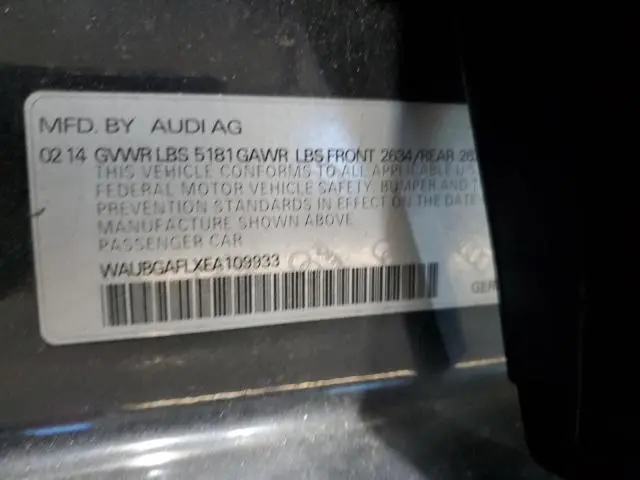 MFD. BY AUDI AG
02 14 GVWR LBS 5181 GAWR LBS FRONT 2634/REAR
THIS VEHICLE CONFORMS TO ALL APPLICABLE U.S.
FEDERAL MOTOR VEHICLE SAFETY, BUMPER AND
PREVENTION STANDARDS IN EFFECT ON THE DATE
MANUFACTURE SHOWN ABOVE
PASSENGER CAR
WAUBGAFLXEA109933